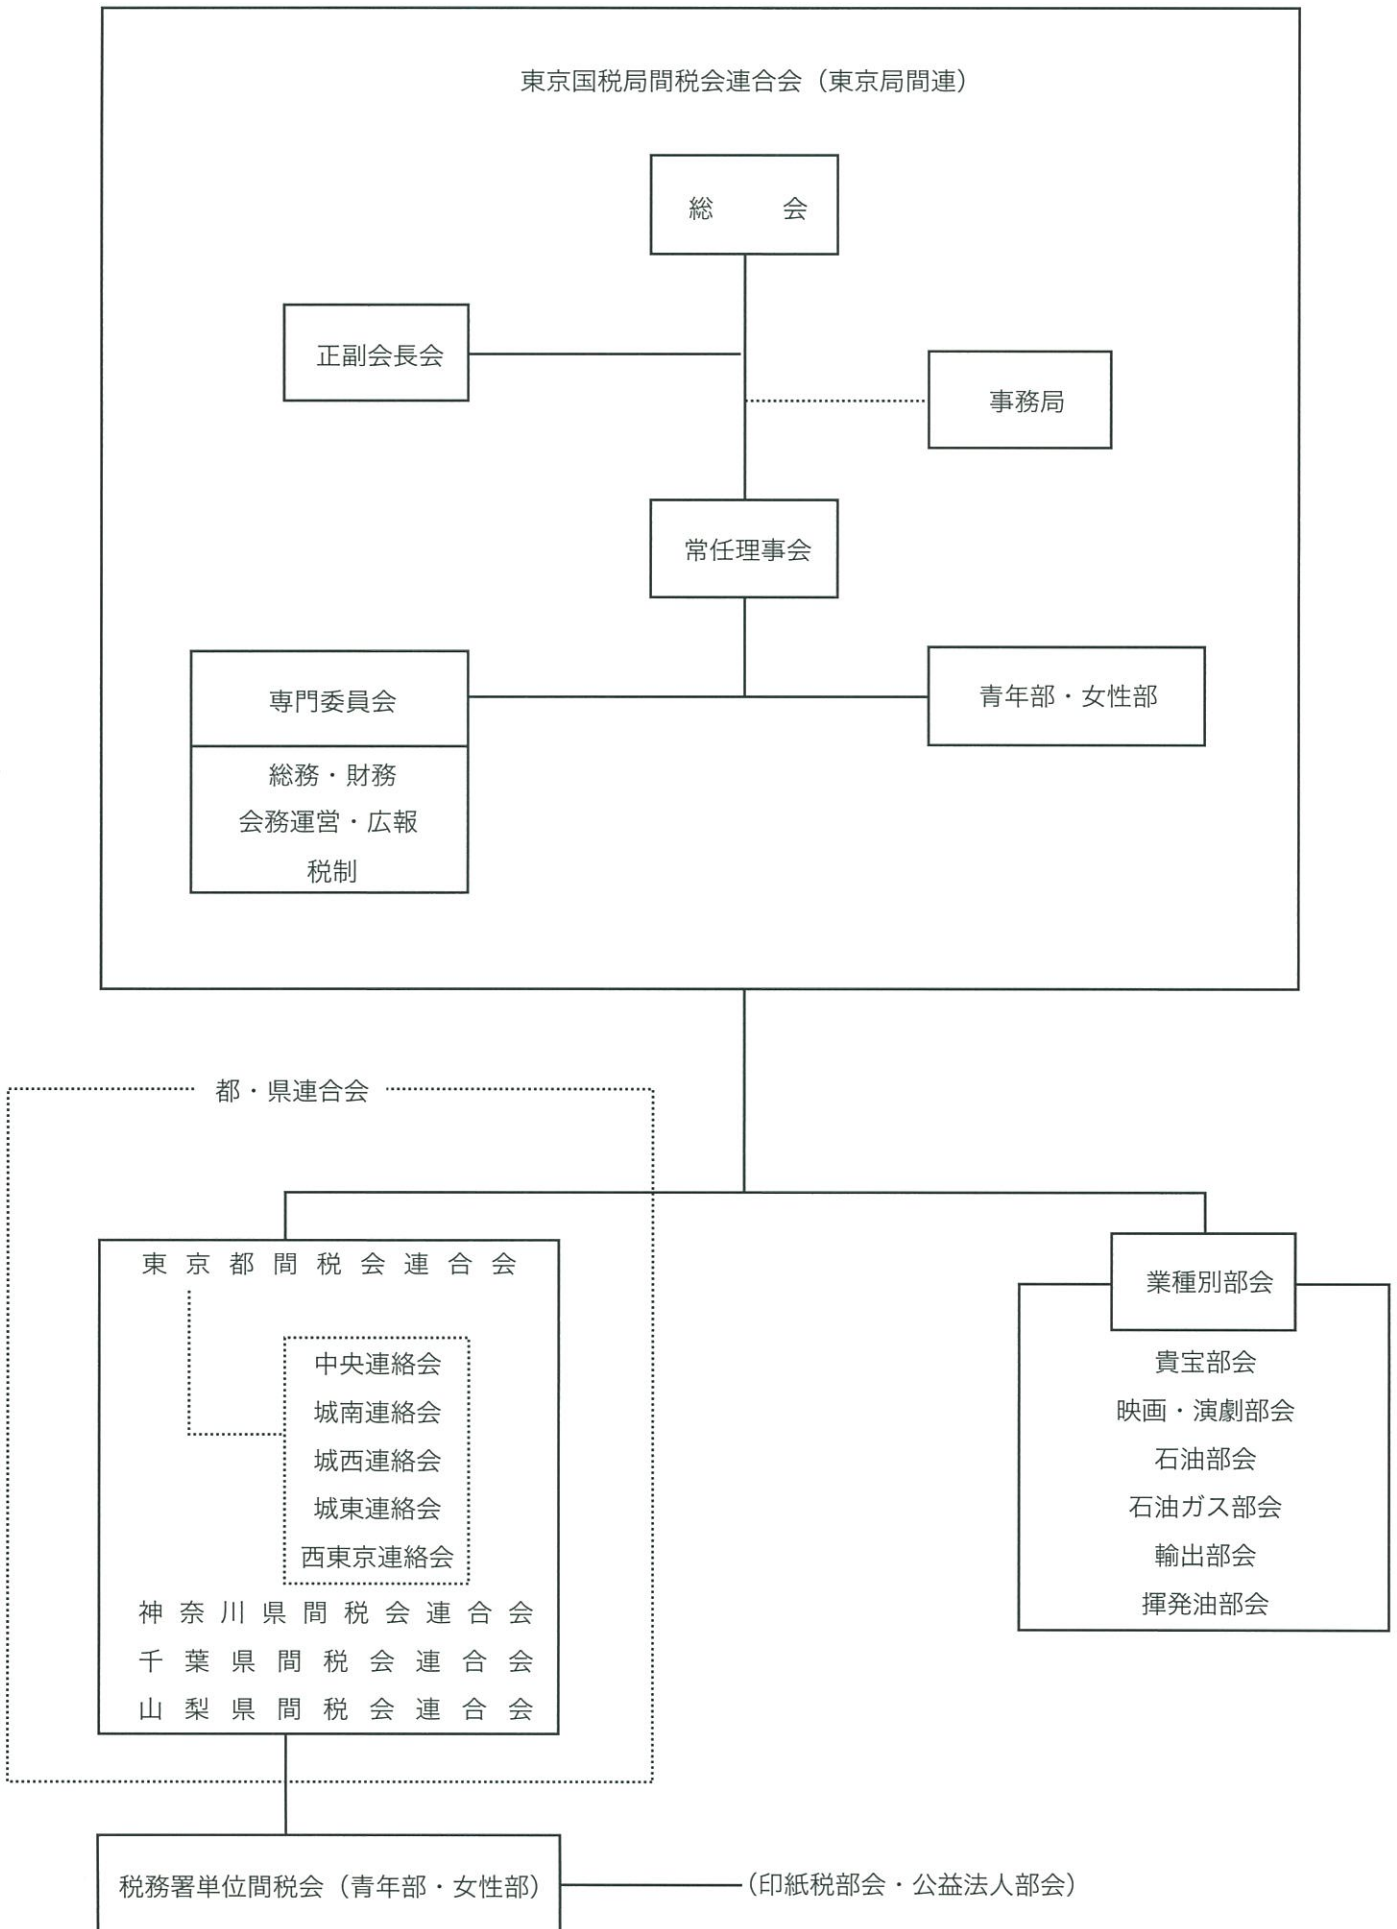 東京国税局間税会連合会（東京局間連）
総　　会
正副会長会
事務局
常任理事会
専門委員会
青年部・女性部
総務・財務
会務運営・広報
税制
都・県連合会
東京都間税会連合会
中央連絡会
城南連絡会
城西連絡会
城東連絡会
西東京連絡会
神奈川県間税会連合会
千葉県間税会連合会
山梨県間税会連合会
業種別部会
貴宝部会
映画・演劇部会
石油部会
石油ガス部会
輸出部会
揮発油部会
税務署単位間税会（青年部・女性部）
（印紙税部会・公益法人部会）